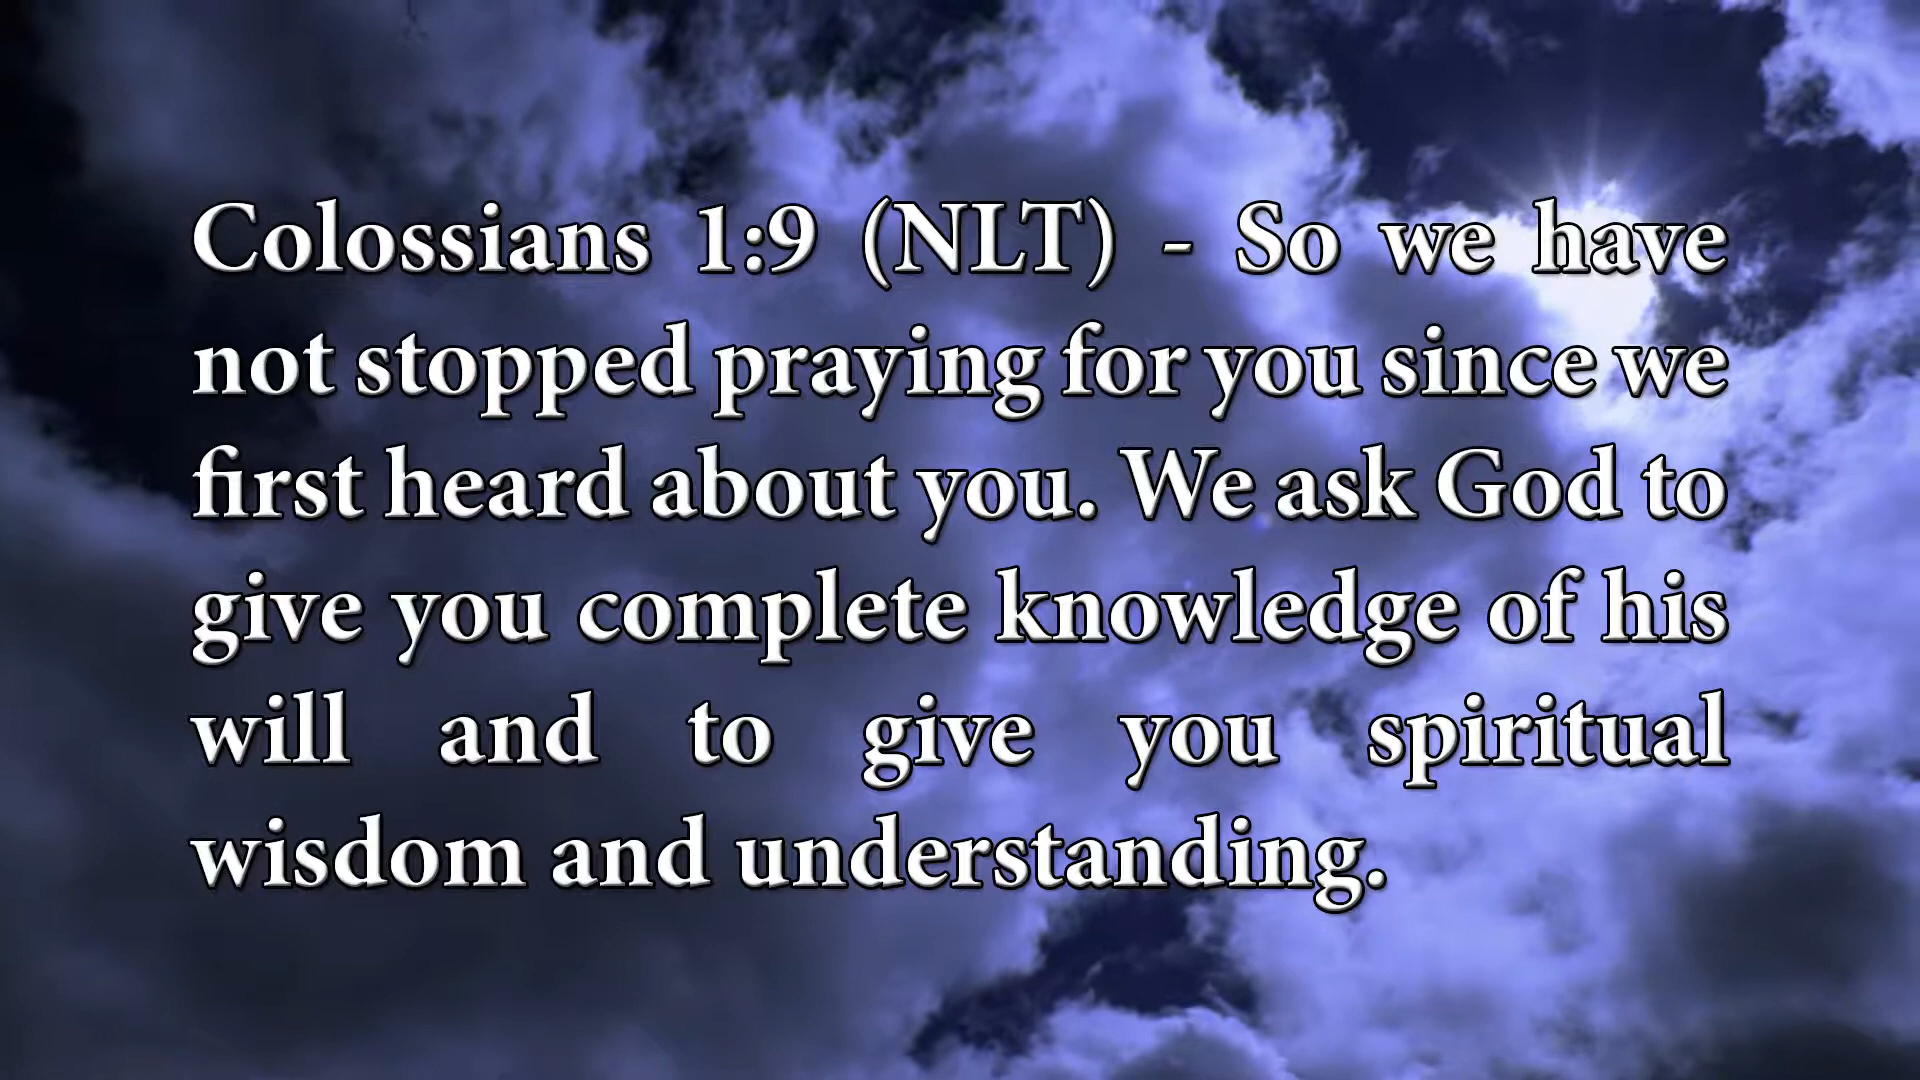 Colossians 1:9 (NLT) - So we have
not stopped praying for you since we
first heard about you. We ask God to
give you complete knowledge of his
will and to give you spiritual
wisdom and understanding.